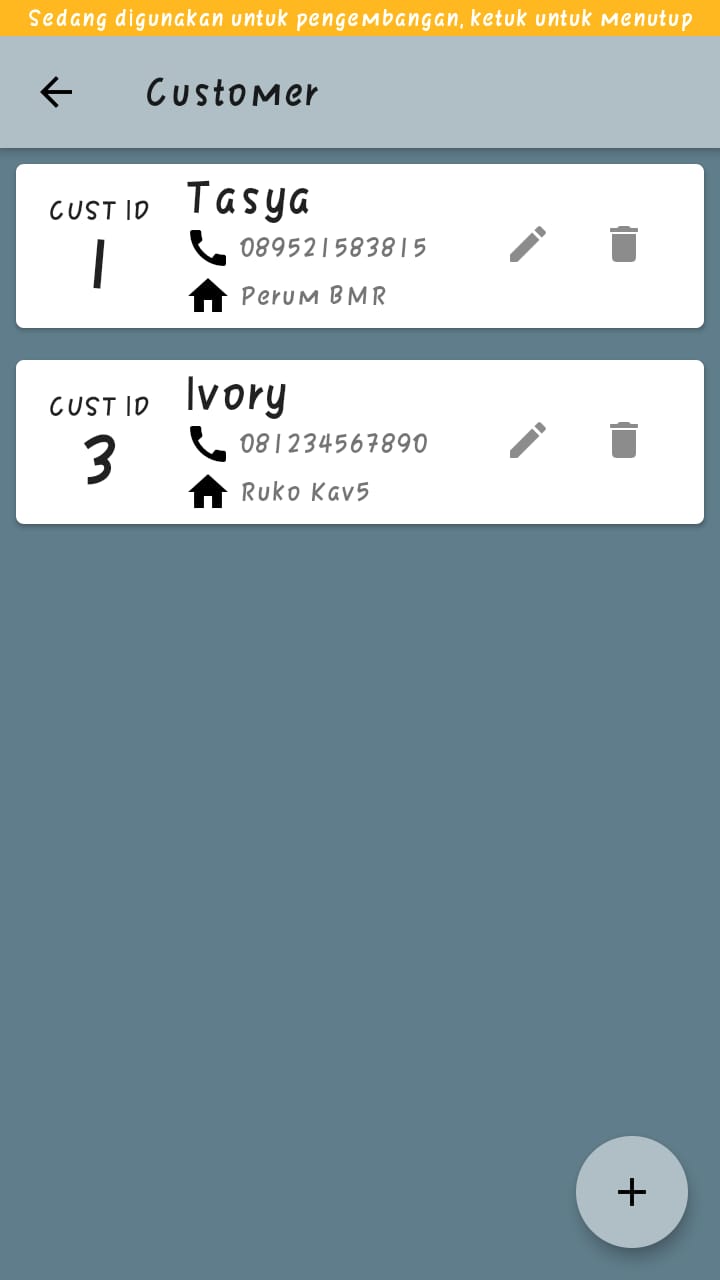 Sedang digunakan untuk pengembangan, ketuk untuk menutup
Customer
CUST ID
1
Tasya
089521583815
Perum BMR
CUST ID
3
Ivory
081234567890
Ruko Kav5